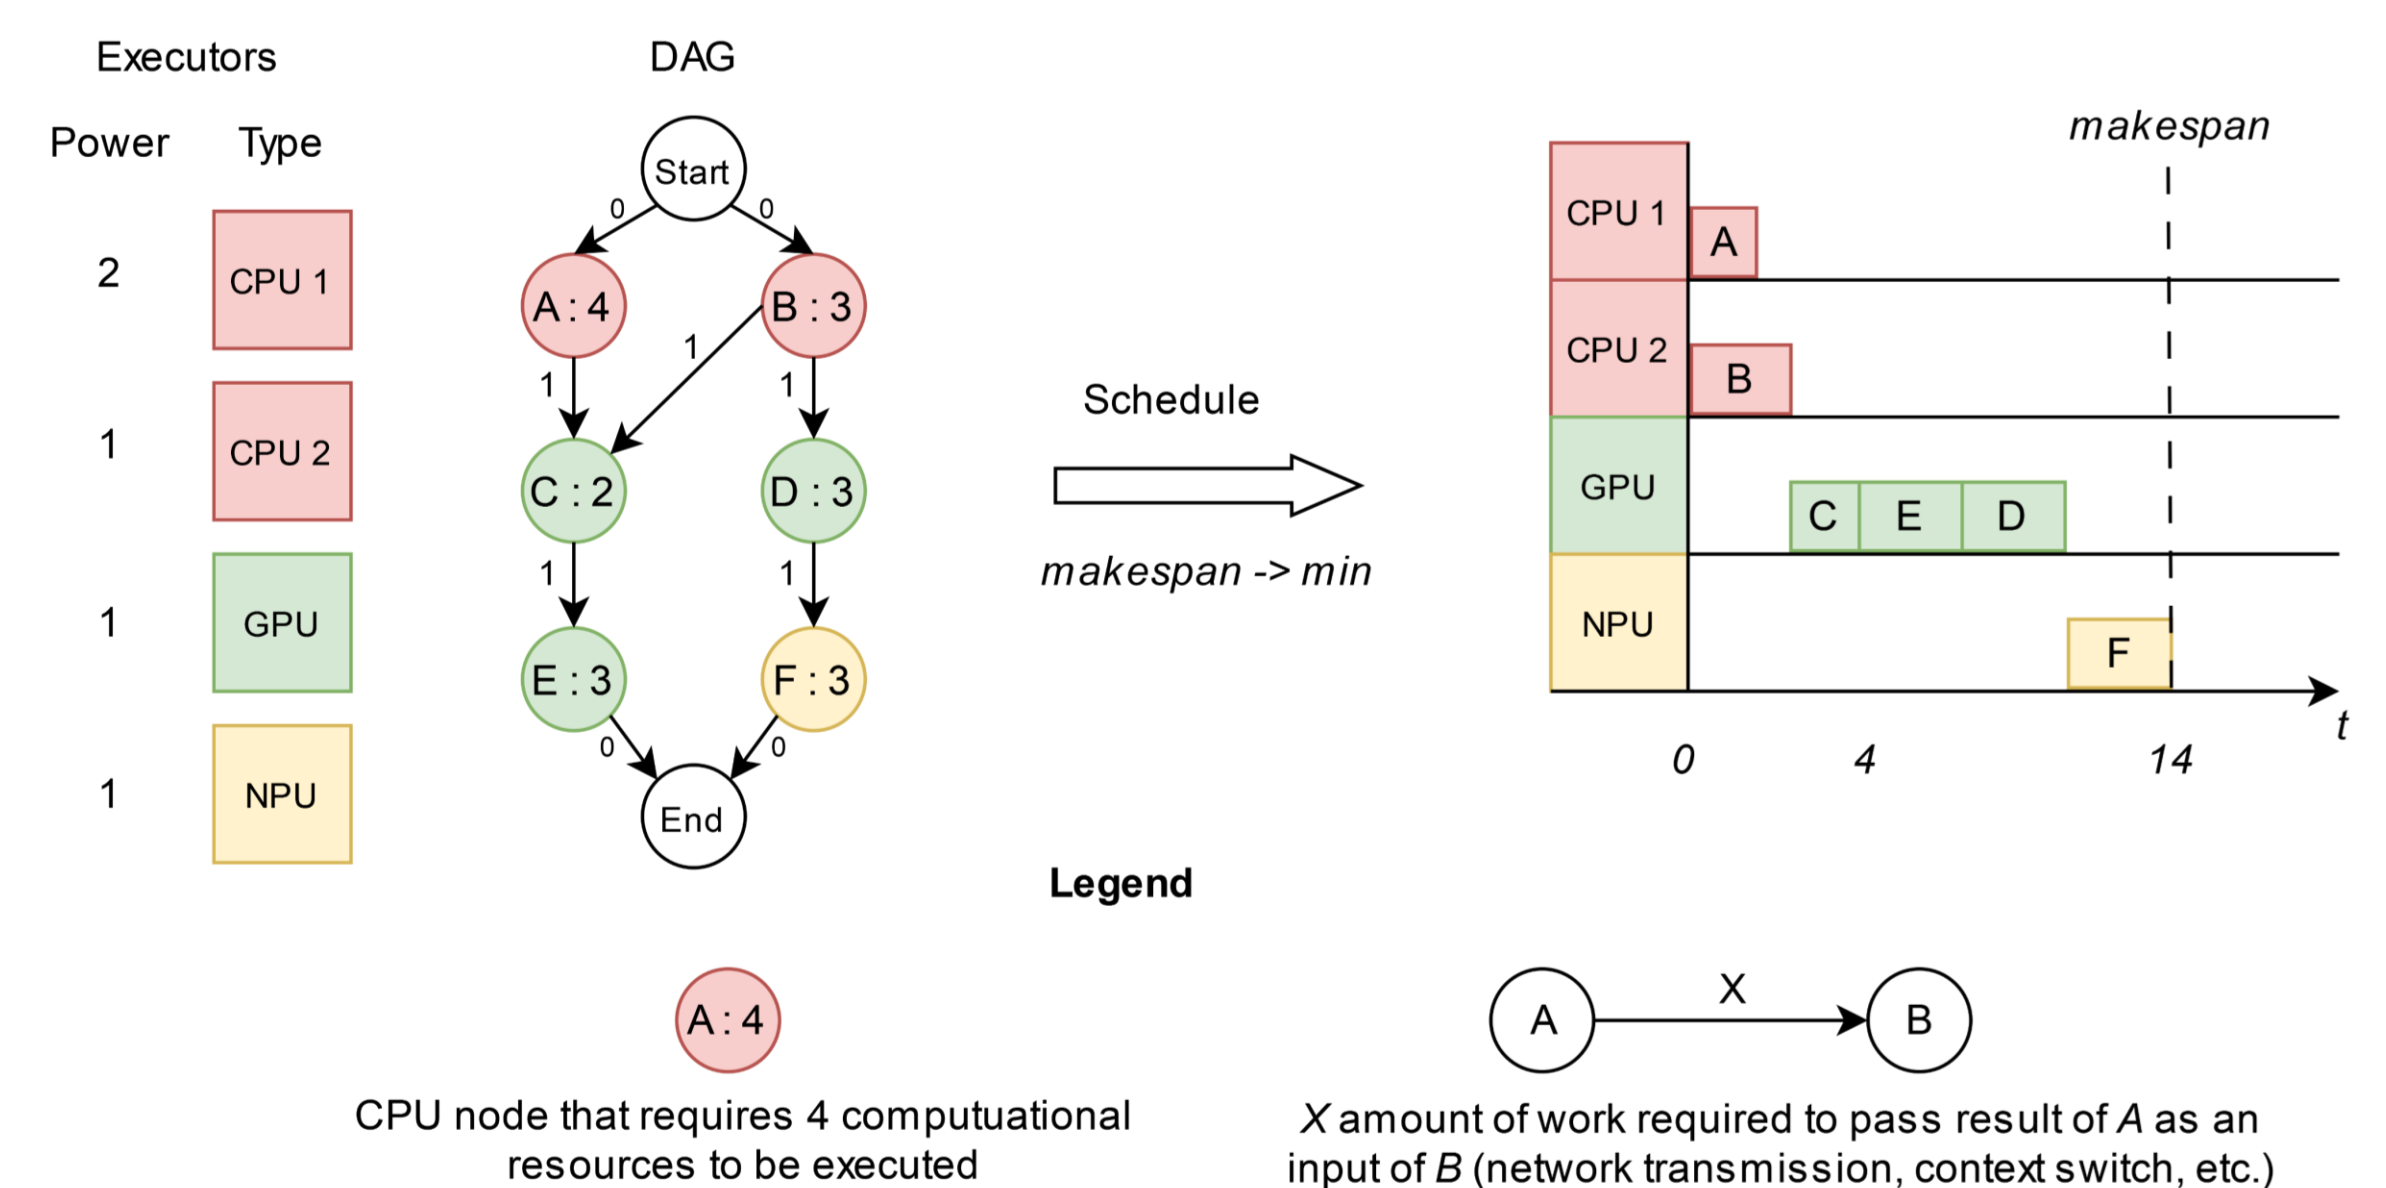 Executors
Power
Type
2
CPU 1
1
CPU 2
1
GPU
1
NPU
DAG
Start
0
0
A : 4
B : 3
1
1
1
C : 2
D : 3
1
1
E : 3
F : 3
0
0
End
Schedule
makespan -> min
makespan
CPU 1
A
CPU 2
B
GPU
C
E
D
NPU
F
t
0
4
14
Legend
A : 4
CPU node that requires 4 computuational
resources to be executed
A
X
B
X amount of work required to pass result of A as an
input of B (network transmission, context switch, etc.)